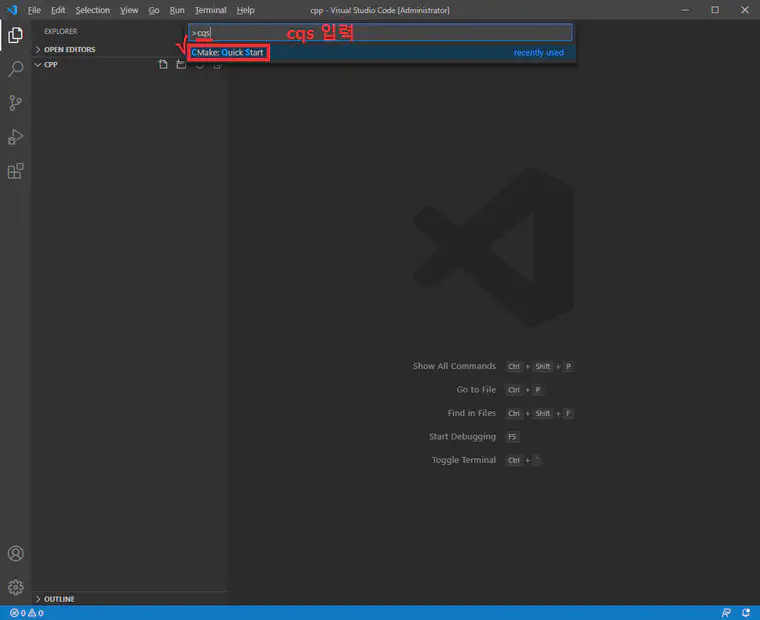 File Edit Selection View Go Run Terminal Help
cpp - Visual Studio Code [Administrator]
EXPLORER
>cqs
cqs 입력
OPEN EDITORS
CMake: Quick Start
recently used
CPP
Show All Commands Ctrl + Shift + P
Go to File Ctrl + P
Find in Files Ctrl + Shift + F
Start Debugging F5
Toggle Terminal Ctrl + `
OUTLINE
0 0